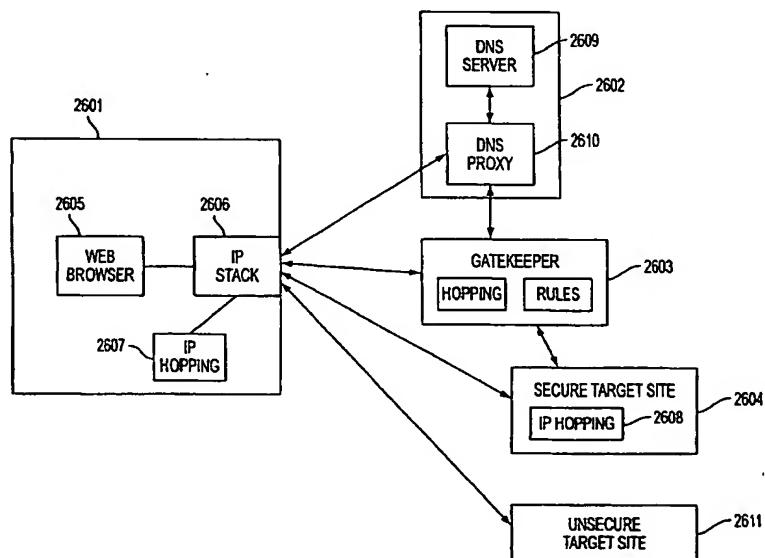 2601
2605
WEB
BROWSER
2606
IP
STACK
2607
IP
HOPPING
DNS
SERVER
2609
2602
DNS
PROXY
2610
GATEKEEPER
HOPPING
RULES
2603
SECURE TARGET SITE
IP HOPPING
2608
2604
UNSECURE
TARGET SITE
2611